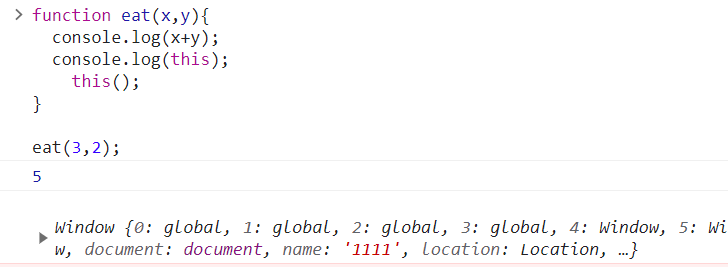 > function eat(x,y){
console.log(x+y);
console.log(this);
this();
}
eat(3,2);
5
Window {0: global, 1: global, 2: global, 3: global, 4: Window, 5: Wi
w, document: document, name: '1111', location: Location, …}